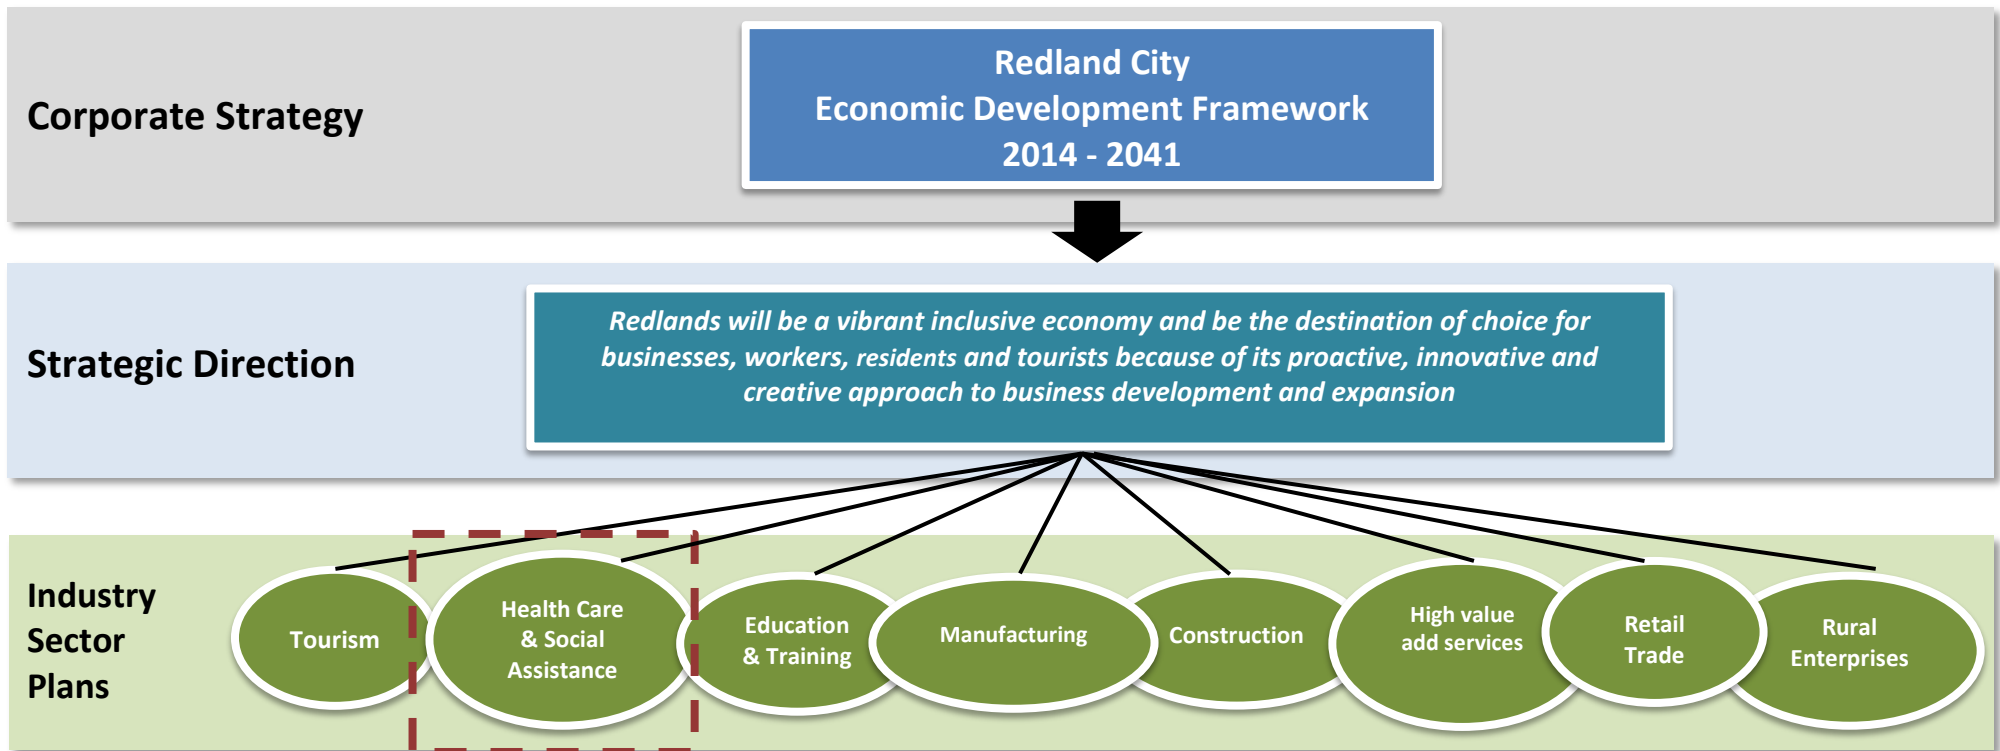 Corporate Strategy
Redland City
Economic Development Framework
2014 - 2041
Strategic Direction
Redlands will be a vibrant inclusive economy and be the destination of choice for
businesses, workers, residents and tourists because of its proactive, innovative and
creative approach to business development and expansion
Industry
Sector
Plans
Tourism
Health Care
& Social
Assistance
Education
& Training
Manufacturing
Construction
High value
add services
Retail
Trade
Rural
Enterprises